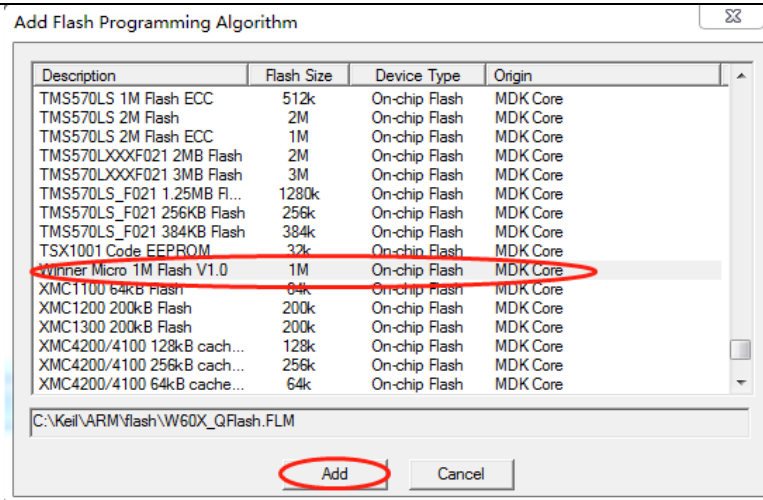 Add Flash Programming Algorithm
Description Flash Size Device Type Origin
TMS570LS 1M Flash ECC 512k On-chip Flash MDK Core
TMS570LS 2M Flash 2M On-chip Flash MDK Core
TMS570LS 2M Flash ECC 1M On-chip Flash MDK Core
TMS570LXXXF021 2MB Flash 2M On-chip Flash MDK Core
TMS570LXXXF021 3MB Flash 3M On-chip Flash MDK Core
TMS570LS_F021 1.25MB Fl... 1280k On-chip Flash MDK Core
TMS570LS_F021 256KB Flash 256k On-chip Flash MDK Core
TMS570LS_F021 384KB Flash 384k On-chip Flash MDK Core
TSX1001 Code EEPROM 32k On-chip Flash MDK Core
Winner Micro 1M Flash V1.0 1M On-chip Flash MDK Core
XMC1100 64kB Flash 64k On-chip Flash MDK Core
XMC1200 200kB Flash 200k On-chip Flash MDK Core
XMC1300 200kB Flash 200k On-chip Flash MDK Core
XMC4200/4100 128kB cach... 128k On-chip Flash MDK Core
XMC4200/4100 256kB cach... 256k On-chip Flash MDK Core
XMC4200/4100 64kB cache... 64k On-chip Flash MDK Core
C:\Keil\ARM\flash\W60X_QFlash.FLM
Add Cancel